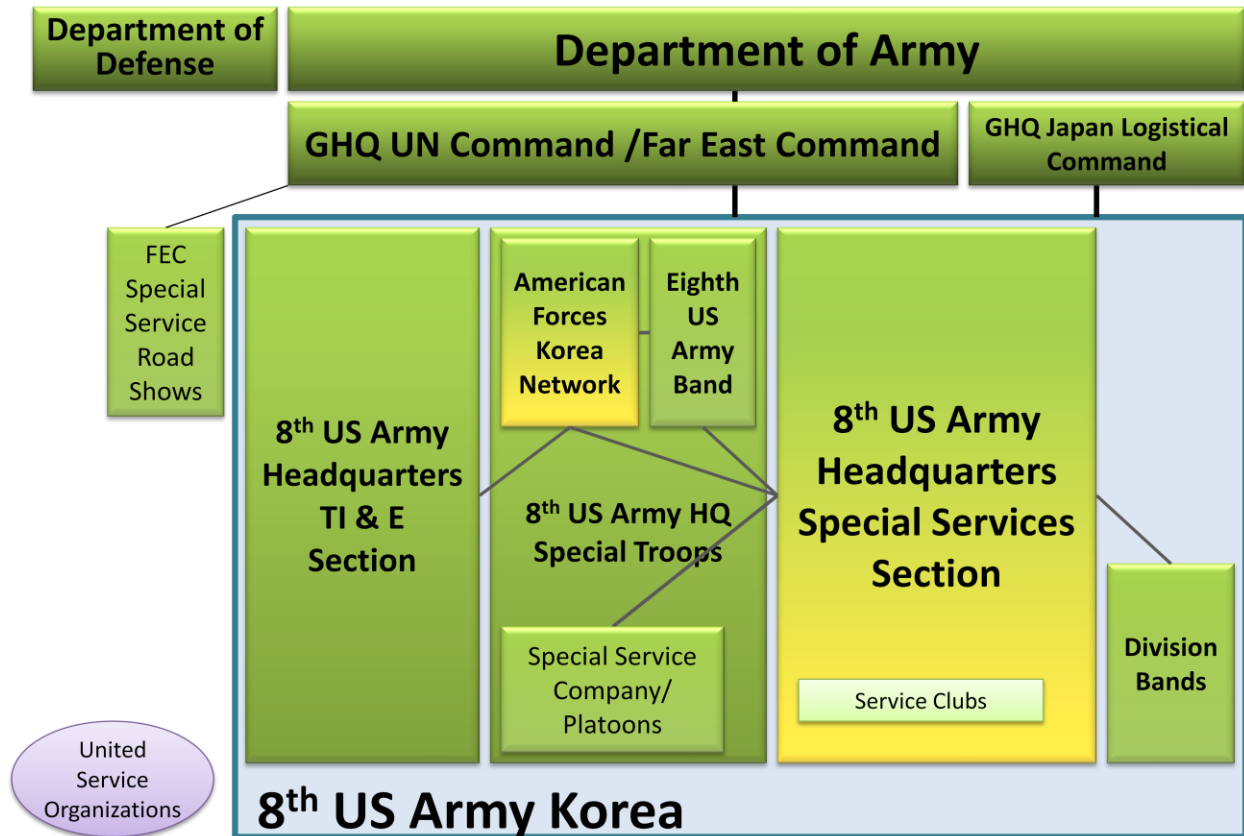 Department of
Defense
Department of Army
GHQ UN Command /Far East Command
GHQ Japan Logistical
Command
FEC
Special
Service
Road
Shows
8th US Army
Headquarters
TI & E
Section
American
Forces
Korea
Network
Eighth
US
Army
Band
8th US Army HQ
Special Troops
Special Service
Company/
Platoons
8th US Army
Headquarters
Special Services
Section
Service Clubs
Division
Bands
United
Service
Organizations
8th US Army Korea